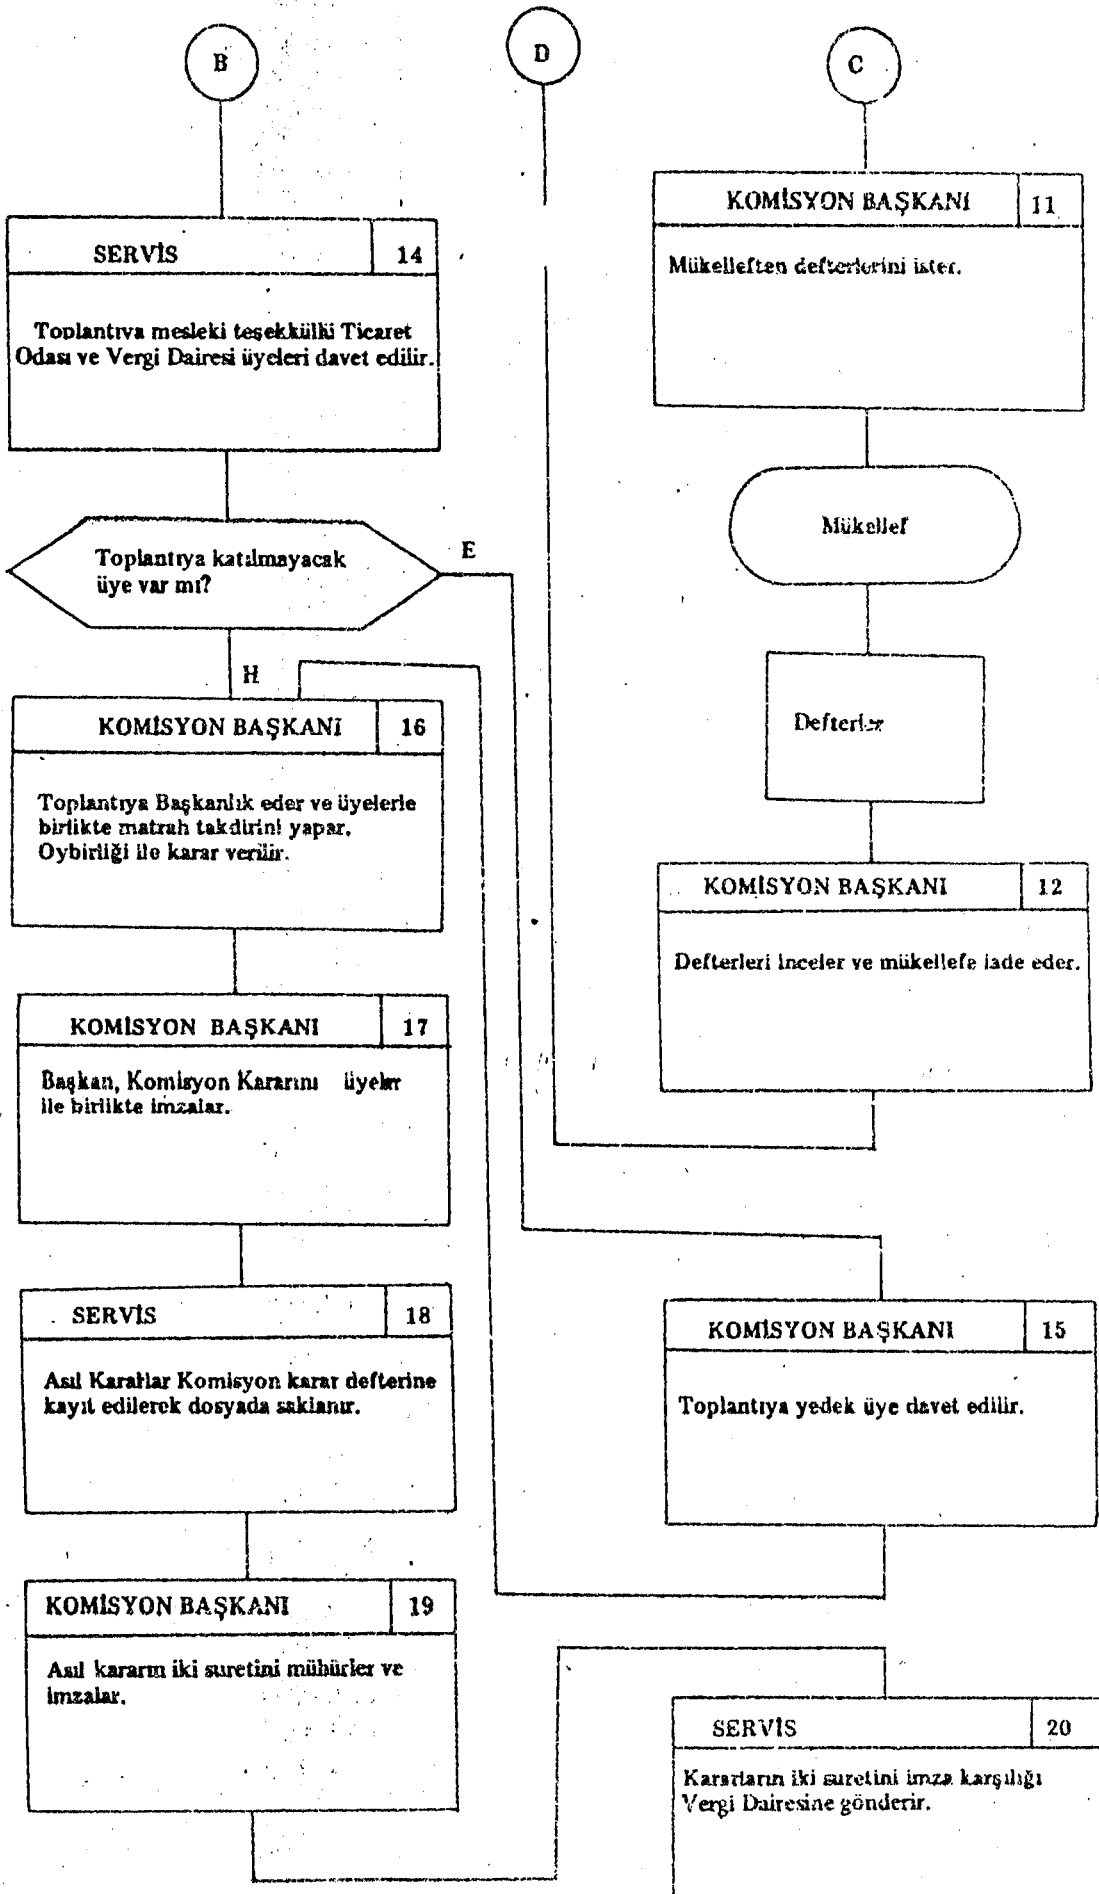 B
D
C
SERVİS 14
Toplantıya mesleki teşekkülki Ticaret
Odası ve Vergi Dairesi üyeleri davet edilir.
Toplantıya katılmayacak
üye var mı?
E
H
KOMİSYON BAŞKANI 16
Toplantıya Başkanlık eder ve üyelerle
birlikte matrah takdirini yapar.
Oybirliği ile karar verilir.
KOMİSYON BAŞKANI 17
Başkan, Komisyon Kararını üyeler
ile birlikte imzalar.
SERVİS 18
Asıl Kararlar Komisyon karar defterine
kayıt edilerek dosyada saklanır.
KOMİSYON BAŞKANI 19
Asıl kararın iki suretini mühürler ve
imzalar.
KOMİSYON BAŞKANI 11
Mükelleften defterlerini ister.
Mükellef
Defterler
KOMİSYON BAŞKANI 12
Defterleri inceler ve mükellefe iade eder.
KOMİSYON BAŞKANI 15
Toplantıya yedek üye davet edilir.
SERVİS 20
Kararların iki suretini imza karşılığı
Vergi Dairesine gönderir.